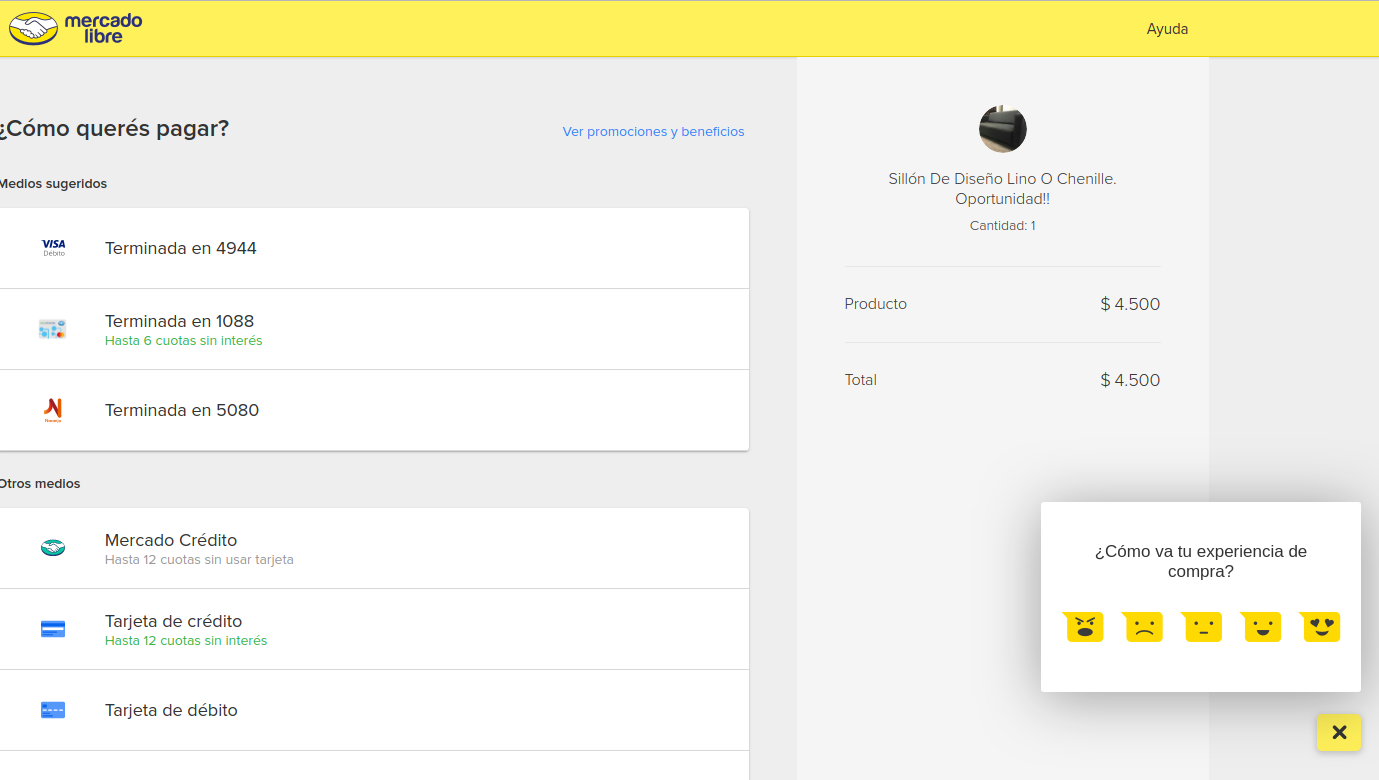 mercado
libre
Ayuda
¿Cómo querés pagar?
Ver promociones y beneficios
Medios sugeridos
VISA
Débito
Terminada en 4944
Terminada en 1088
Hasta 6 cuotas sin interés
Naranja
Terminada en 5080
Otros medios
Mercado Crédito
Hasta 12 cuotas sin usar tarjeta
Tarjeta de crédito
Hasta 12 cuotas sin interés
Tarjeta de débito
Sillón De Diseño Lino O Chenille.
Oportunidad!!
Cantidad: 1
Producto $ 4.500
Total $ 4.500
¿Cómo va tu experiencia de
compra?